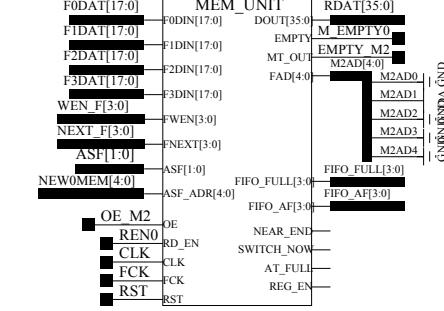 F0DAT[17:0] MEM_UNIT RDAT[35:0]
F0DIN[17:0] DOUT[35:0]
F1DAT[17:0]
F1DIN[17:0] EMPTY M_EMPTY0
F2DAT[17:0]
F2DIN[17:0] MT_OUT EMPTY_M2
F3DAT[17:0]
F3DIN[17:0] FAD[4:0] M2AD[4:0]
M2AD0
WEN_F[3:0]
FWEN[3:0]
M2AD1
NEXT_F[3:0]
FNEXT[3:0]
M2AD2
ASF[1:0]
ASF[1:0]
M2AD3
M2AD4
NEW0MEM[4:0]
ASF_ADR[4:0]
FIFO_FULL[3:0] FIFO_FULL[3:0]
FIFO_AF[3:0] FIFO_AF[3:0]
OE_M2
OE NEAR_END
REN0
RD_EN SWITCH_NOW
CLK
CLK AT_FULL
FCK
FCK REG_EN
RST
RST
GND